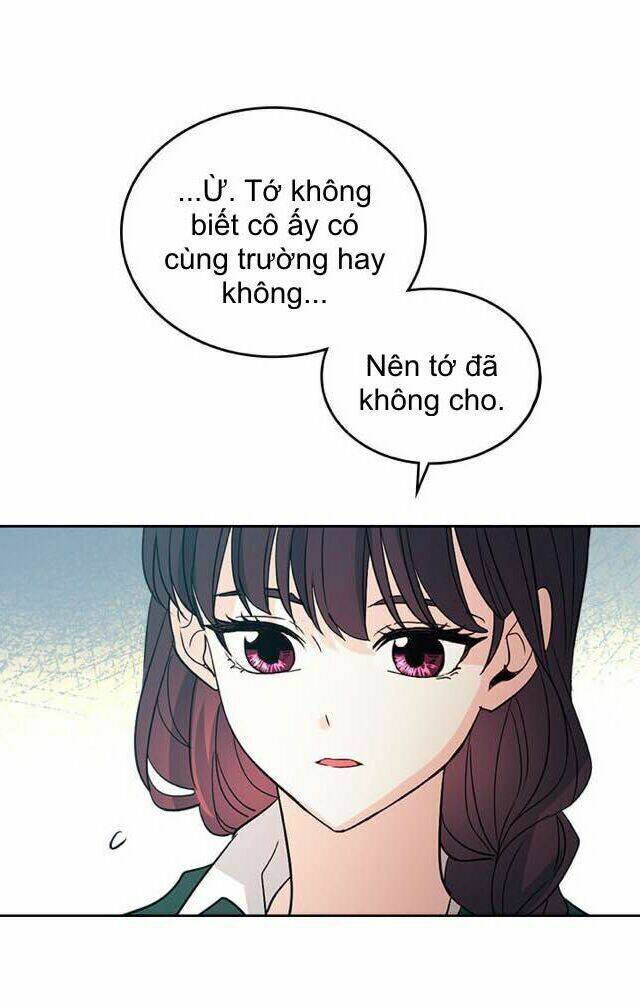 ...Ừ. Tớ không
biết cô ấy có
cùng trường hay
không...
Nên tớ đã
không cho.